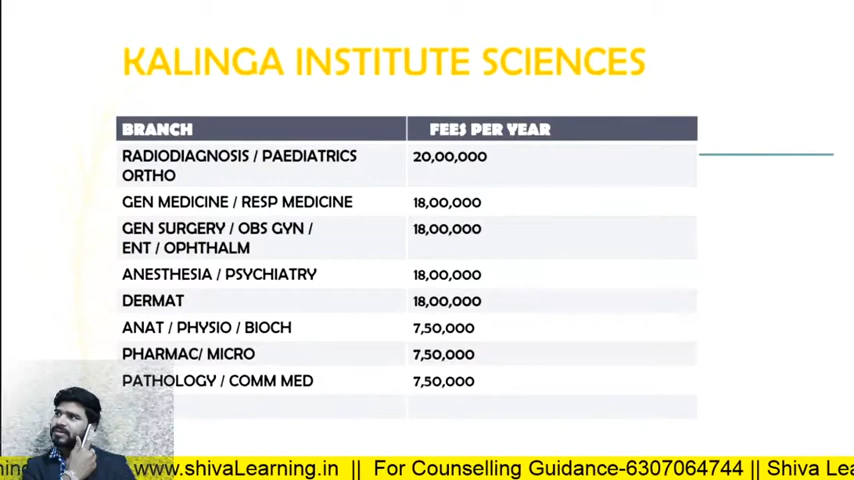 KALINGA INSTITUTE SCIENCES
BRANCH FEES PER YEAR
RADIODIAGNOSIS / PAEDIATRICS 20,00,000
ORTHO
GEN MEDICINE / RESP MEDICINE 18,00,000
GEN SURGERY / OBS GYN / 18,00,000
ENT / OPHTHALM
ANESTHESIA / PSYCHIATRY 18,00,000
DERMAT 18,00,000
ANAT / PHYSIO / BIOCH 7,50,000
PHARMAC/ MICRO 7,50,000
PATHOLOGY / COMM MED 7,50,000
www.shivaLearning.in || For Counselling Guidance-6307064744 || Shiva